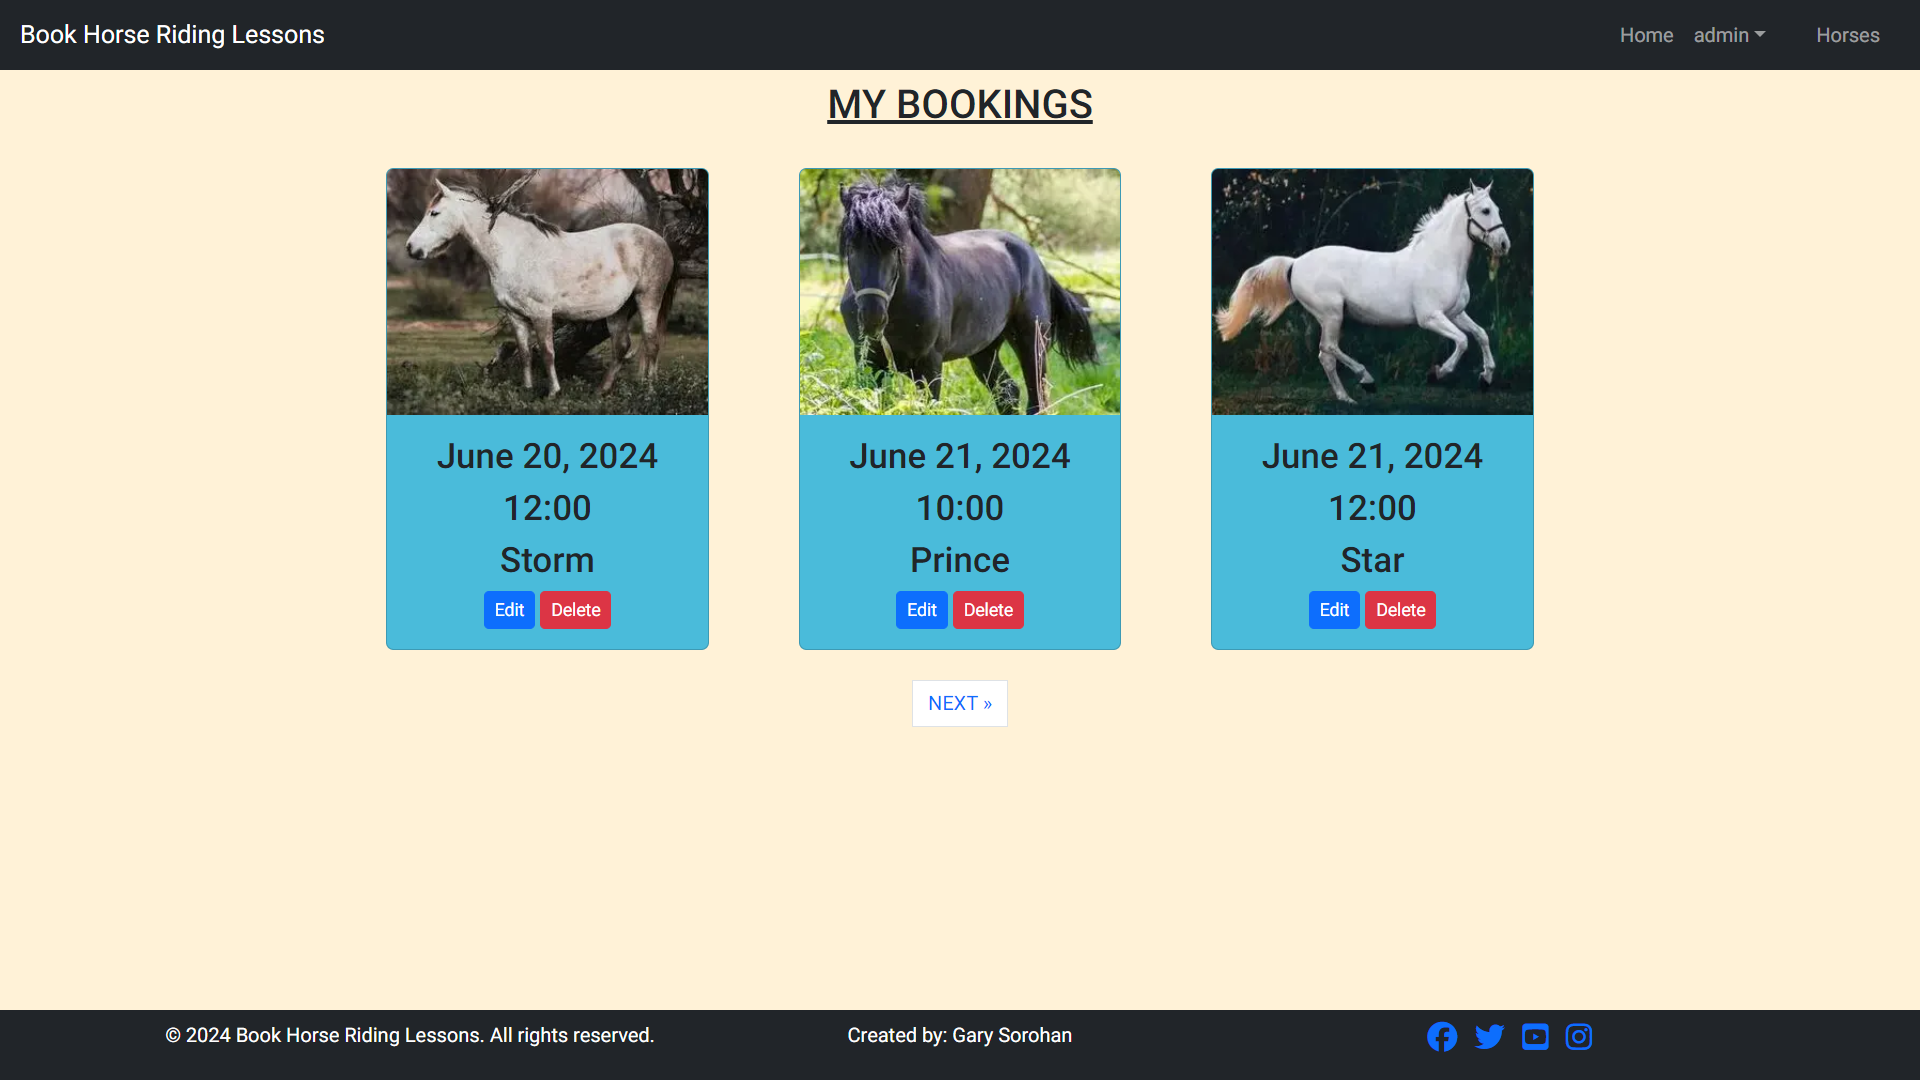 Book Horse Riding Lessons
Home admin Horses
MY BOOKINGS
June 20, 2024
12:00
Storm
Edit Delete
June 21, 2024
10:00
Prince
Edit Delete
June 21, 2024
12:00
Star
Edit Delete
NEXT »
© 2024 Book Horse Riding Lessons. All rights reserved.
Created by: Gary Sorohan